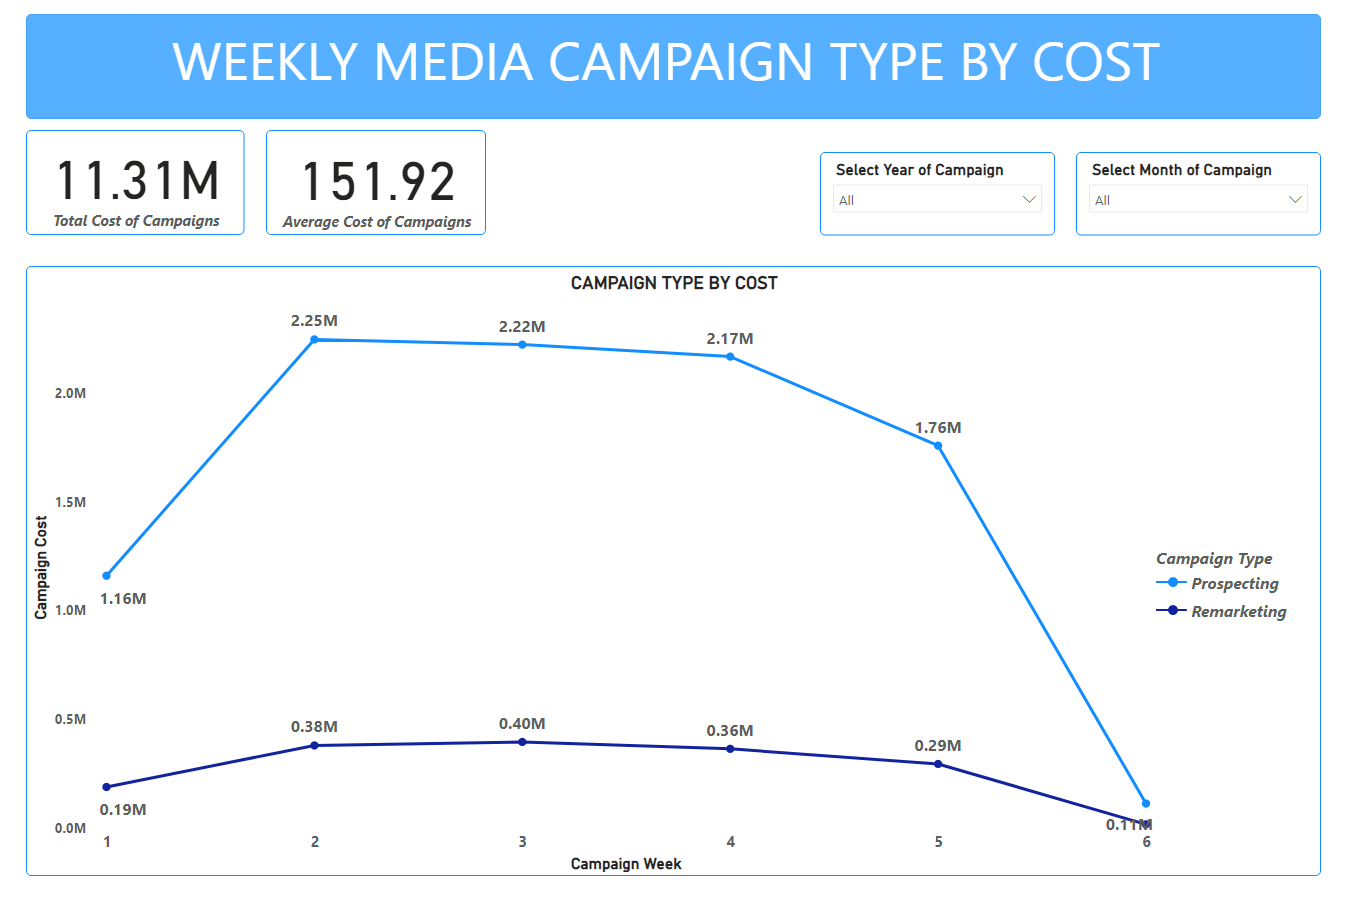 WEEKLY MEDIA CAMPAIGN TYPE BY COST
11.31M
Total Cost of Campaigns
151.92
Average Cost of Campaigns
Select Year of Campaign
All
Select Month of Campaign
All
CAMPAIGN TYPE BY COST
2.25M
2.22M
2.17M
2.0M
1.76M
1.5M
Campaign Cost
Campaign Type
Prospecting
Remarketing
1.16M
1.0M
0.5M
0.38M
0.40M
0.36M
0.29M
0.19M
0.11M
0.0M
1 2 3 4 5 6
Campaign Week